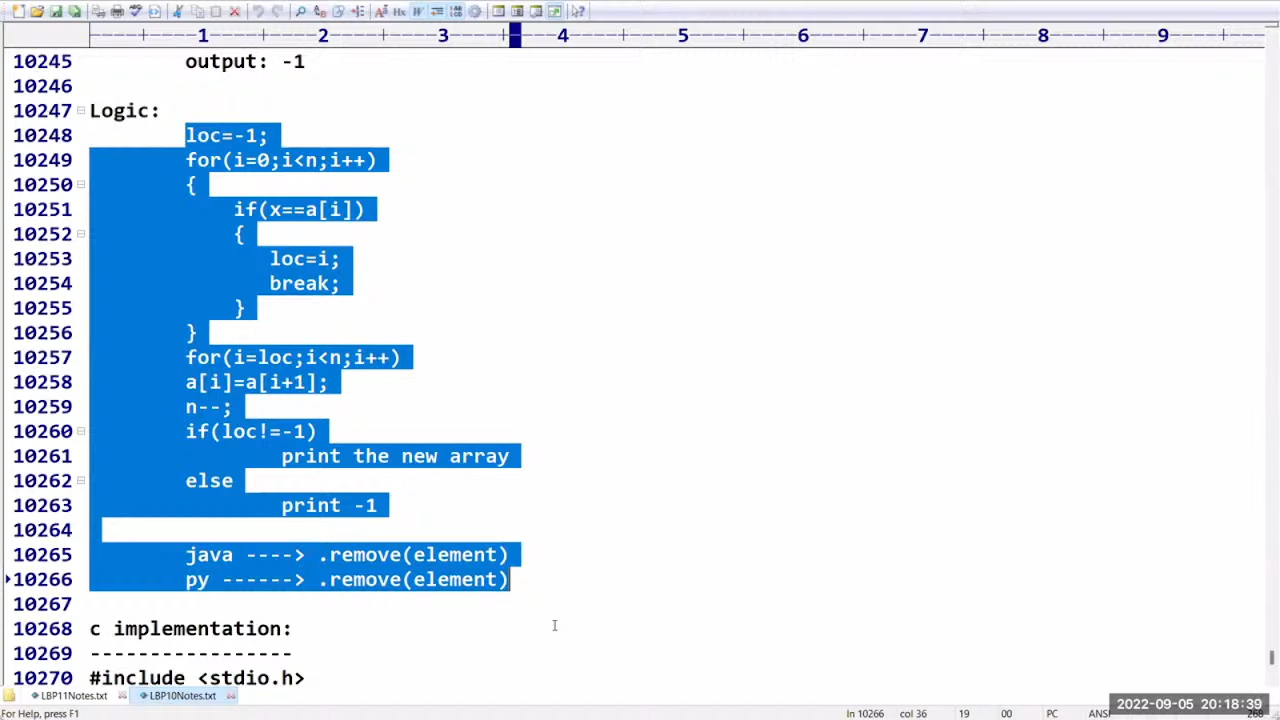 1 2 3 4 5 6 7 8 9
10245 output: -1
10246
10247 Logic:
10248 loc=-1;
10249 for(i=0;i<n;i++)
10250 {
10251 if(x==a[i])
10252 {
10253 loc=i;
10254 break;
10255 }
10256 }
10257 for(i=loc;i<n;i++)
10258 a[i]=a[i+1];
10259 n--;
10260 if(loc!=-1)
10261 print the new array
10262 else
10263 print -1
10264
10265 java ----> .remove(element)
10266 py ------> .remove(element)
10267
10268 c implementation:
10269 -----------------
10270 #include <stdio.h>
LBP11Notes.txt LBP10Notes.txt
2022-09-05 20:18:39
For Help, press F1 ln 10266 col 36 19 00 PC ANSI